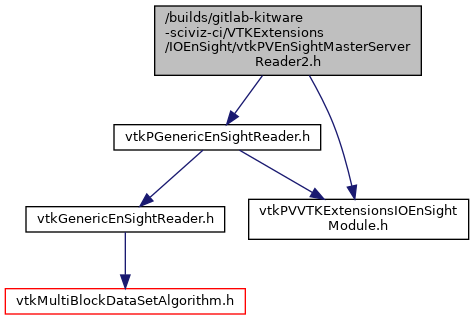 /builds/gitlab-kitware
-sciviz-ci/VTKExtensions
/IOEnSight/vtkPVEnSightMasterServer
Reader2.h
vtkPGenericEnSightReader.h
vtkGenericEnSightReader.h
vtkPVVTKExtensionsIOEnSight
Module.h
vtkMultiBlockDataSetAlgorithm.h